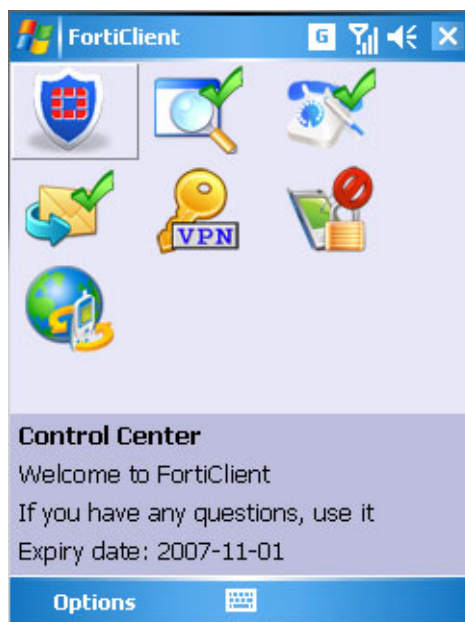 FortiClient
G
VPN
Control Center
Welcome to FortiClient
If you have any questions, use it
Expiry date: 2007-11-01
Options